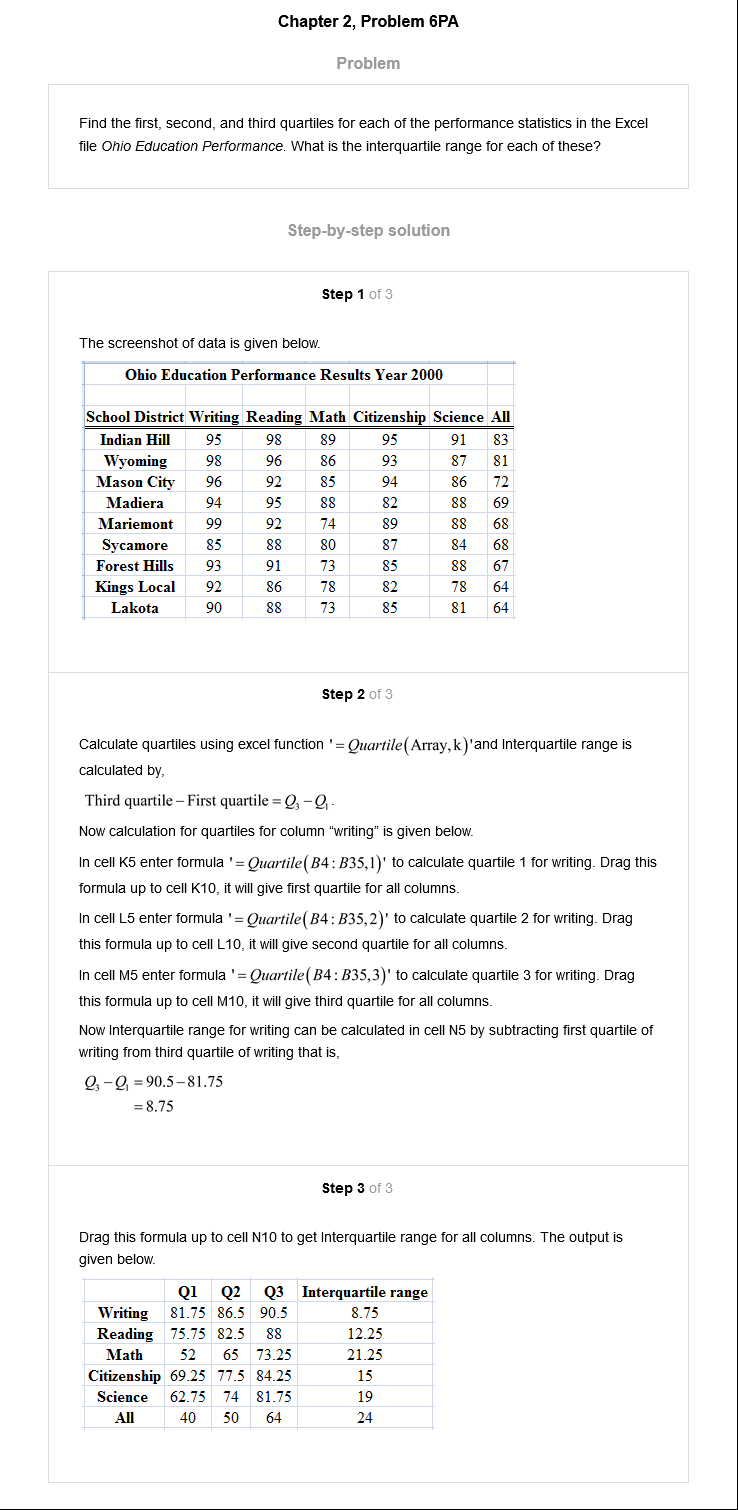 Chapter 2, Problem 6PA
Problem
Find the first, second, and third quartiles for each of the performance statistics in the Excel
file Ohio Education Performance. What is the interquartile range for each of these?
Step-by-step solution
Step 1 of 3
The screenshot of data is given below.
Ohio Education Performance Results Year 2000
School District Writing Reading Math Citizenship Science All
Indian Hill 95 98 89 95 91 83
Wyoming 98 96 86 93 87 81
Mason City 96 92 85 94 86 72
Madiera 94 95 88 82 88 69
Mariemont 99 92 74 89 88 68
Sycamore 85 88 80 87 84 68
Forest Hills 93 91 73 85 88 67
Kings Local 92 86 78 82 78 64
Lakota 90 88 73 85 81 64
Step 2 of 3
Calculate quartiles using excel function '= Quartile(Array,k)'and Interquartile range is
calculated by,
Third quartile – First quartile = Q₃ – Q₁.
Now calculation for quartiles for column “writing” is given below.
In cell K5 enter formula '= Quartile(B4:B35,1)' to calculate quartile 1 for writing. Drag this
formula up to cell K10, it will give first quartile for all columns.
In cell L5 enter formula '= Quartile(B4:B35,2)' to calculate quartile 2 for writing. Drag
this formula up to cell L10, it will give second quartile for all columns.
In cell M5 enter formula '= Quartile(B4:B35,3)' to calculate quartile 3 for writing. Drag
this formula up to cell M10, it will give third quartile for all columns.
Now Interquartile range for writing can be calculated in cell N5 by subtracting first quartile of
writing from third quartile of writing that is,
Q₃ – Q₁ = 90.5 – 81.75
= 8.75
Step 3 of 3
Drag this formula up to cell N10 to get Interquartile range for all columns. The output is
given below.
Q1 Q2 Q3 Interquartile range
Writing 81.75 86.5 90.5 8.75
Reading 75.75 82.5 88 12.25
Math 52 65 73.25 21.25
Citizenship 69.25 77.5 84.25 15
Science 62.75 74 81.75 19
All 40 50 64 24